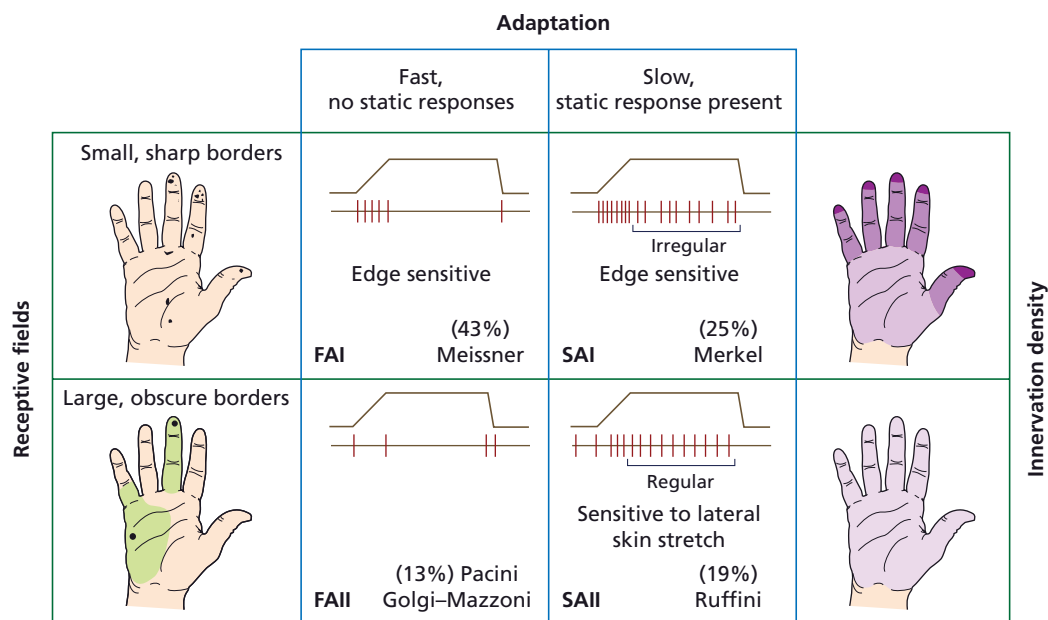 Adaptation
Fast,
no static responses
Slow,
static response present
Receptive fields
Small, sharp borders
Edge sensitive
(43%)
FAI Meissner
Irregular
Edge sensitive
(25%)
SAI Merkel
Innervation density
Large, obscure borders
(13%) Pacini
FAII Golgi–Mazzoni
Regular
Sensitive to lateral
skin stretch
(19%)
SAII Ruffini